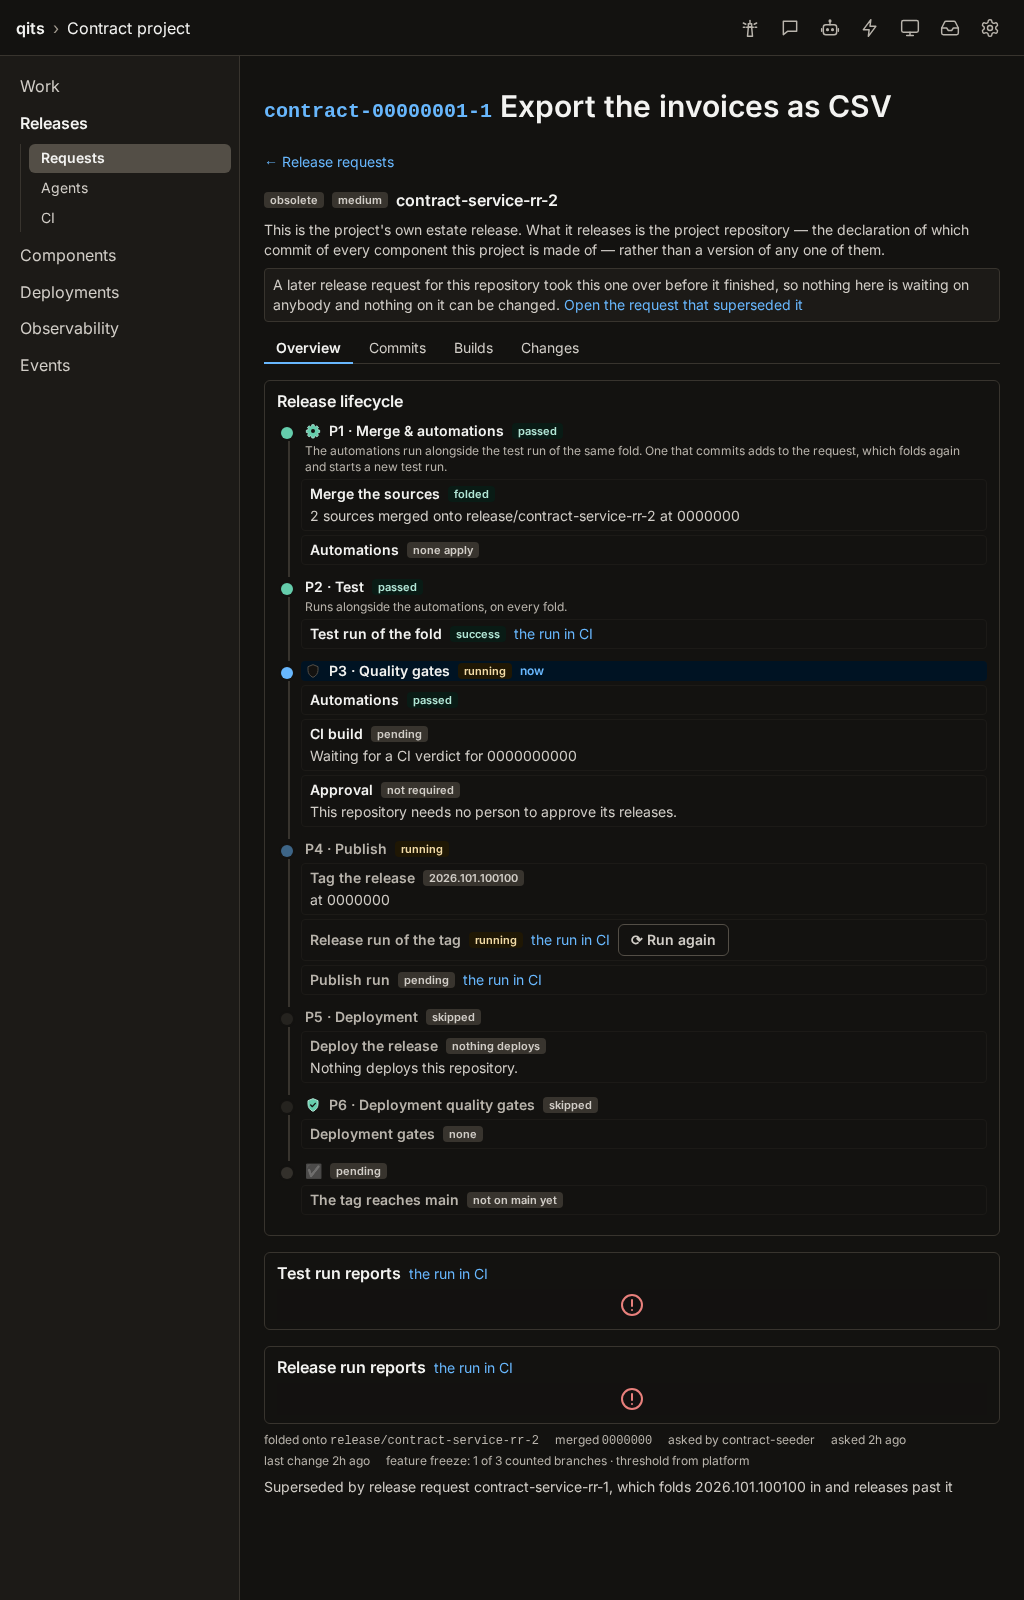 qits › Contract project
Work
Releases
Requests
Agents
CI
Components
Deployments
Observability
Events
contract-00000001-1 Export the invoices as CSV
← Release requests
obsolete medium contract-service-rr-2
This is the project's own estate release. What it releases is the project repository — the declaration of which
commit of every component this project is made of — rather than a version of any one of them.
A later release request for this repository took this one over before it finished, so nothing here is waiting on
anybody and nothing on it can be changed. Open the request that superseded it
Overview Commits Builds Changes
Release lifecycle
P1 · Merge & automations passed
The automations run alongside the test run of the same fold. One that commits adds to the request, which folds again
and starts a new test run.
Merge the sources folded
2 sources merged onto release/contract-service-rr-2 at 0000000
Automations none apply
P2 · Test passed
Runs alongside the automations, on every fold.
Test run of the fold success the run in CI
P3 · Quality gates running now
Automations passed
CI build pending
Waiting for a CI verdict for 0000000000
Approval not required
This repository needs no person to approve its releases.
P4 · Publish running
Tag the release 2026.101.100100
at 0000000
Release run of the tag running the run in CI ⟳ Run again
Publish run pending the run in CI
P5 · Deployment skipped
Deploy the release nothing deploys
Nothing deploys this repository.
P6 · Deployment quality gates skipped
Deployment gates none
pending
The tag reaches main not on main yet
Test run reports the run in CI
Release run reports the run in CI
folded onto release/contract-service-rr-2 merged 0000000 asked by contract-seeder asked 2h ago
last change 2h ago feature freeze: 1 of 3 counted branches · threshold from platform
Superseded by release request contract-service-rr-1, which folds 2026.101.100100 in and releases past it